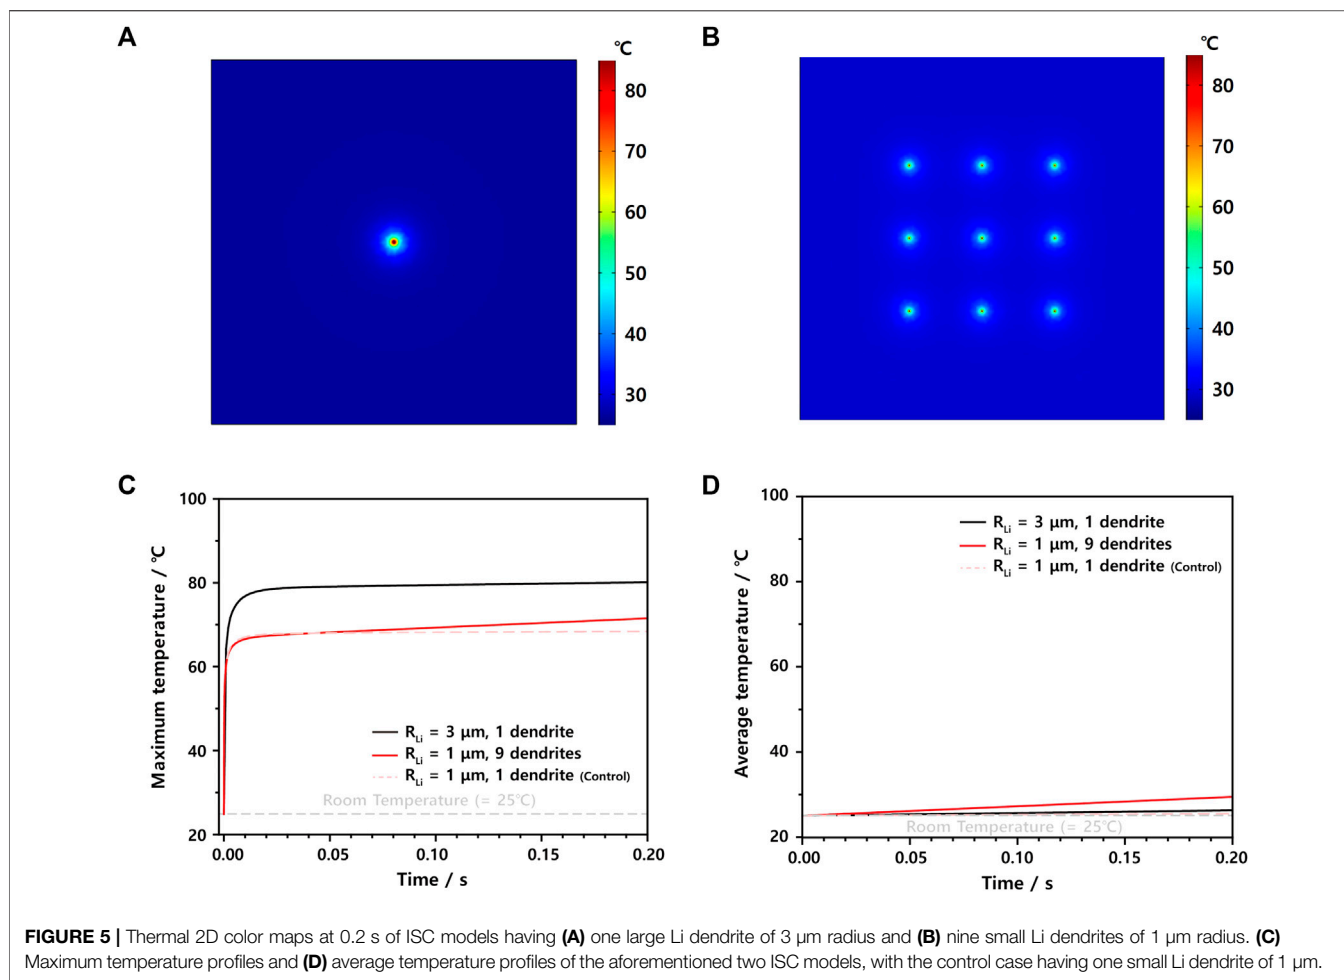 A
°C
80
70
60
50
40
30
B
°C
80
70
60
50
40
30
C
100
80
60
40
20
Maximum temperature / °C
R_Li = 3 μm, 1 dendrite
R_Li = 1 μm, 9 dendrites
R_Li = 1 μm, 1 dendrite (Control)
Room Temperature (= 25°C)
0.00 0.05 0.10 0.15 0.20
Time / s
D
100
80
60
40
20
Average temperature / °C
R_Li = 3 μm, 1 dendrite
R_Li = 1 μm, 9 dendrites
R_Li = 1 μm, 1 dendrite (Control)
Room Temperature (= 25°C)
0.00 0.05 0.10 0.15 0.20
Time / s
FIGURE 5 | Thermal 2D color maps at 0.2 s of ISC models having (A) one large Li dendrite of 3 μm radius and (B) nine small Li dendrites of 1 μm radius. (C)
Maximum temperature profiles and (D) average temperature profiles of the aforementioned two ISC models, with the control case having one small Li dendrite of 1 μm.